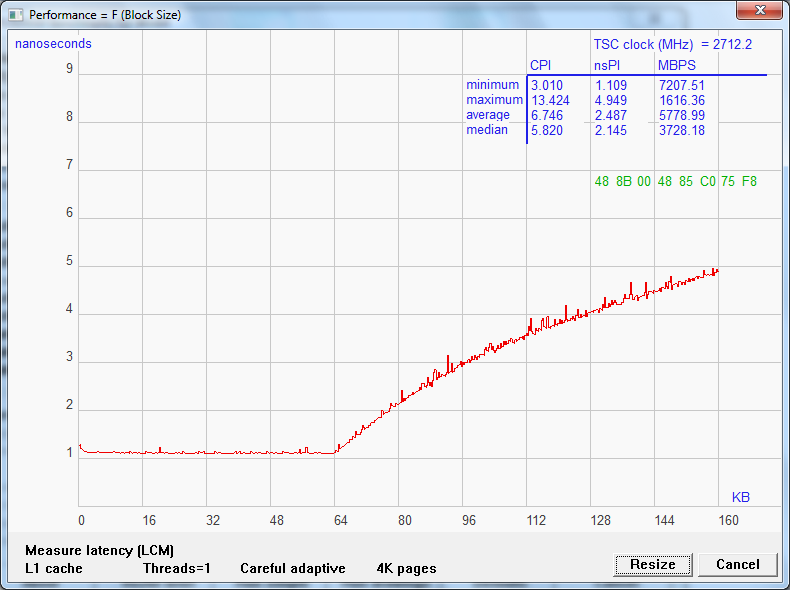 Performance = F (Block Size)
nanoseconds
TSC clock (MHz) = 2712.2
CPI nsPI MBPS
minimum 3.010 1.109 7207.51
maximum 13.424 4.949 1616.36
average 6.746 2.487 5778.99
median 5.820 2.145 3728.18
48 8B 00 48 85 C0 75 F8
9
8
7
6
5
4
3
2
1
KB
0 16 32 48 64 80 96 112 128 144 160
Measure latency (LCM)
L1 cache Threads=1 Careful adaptive 4K pages
Resize Cancel